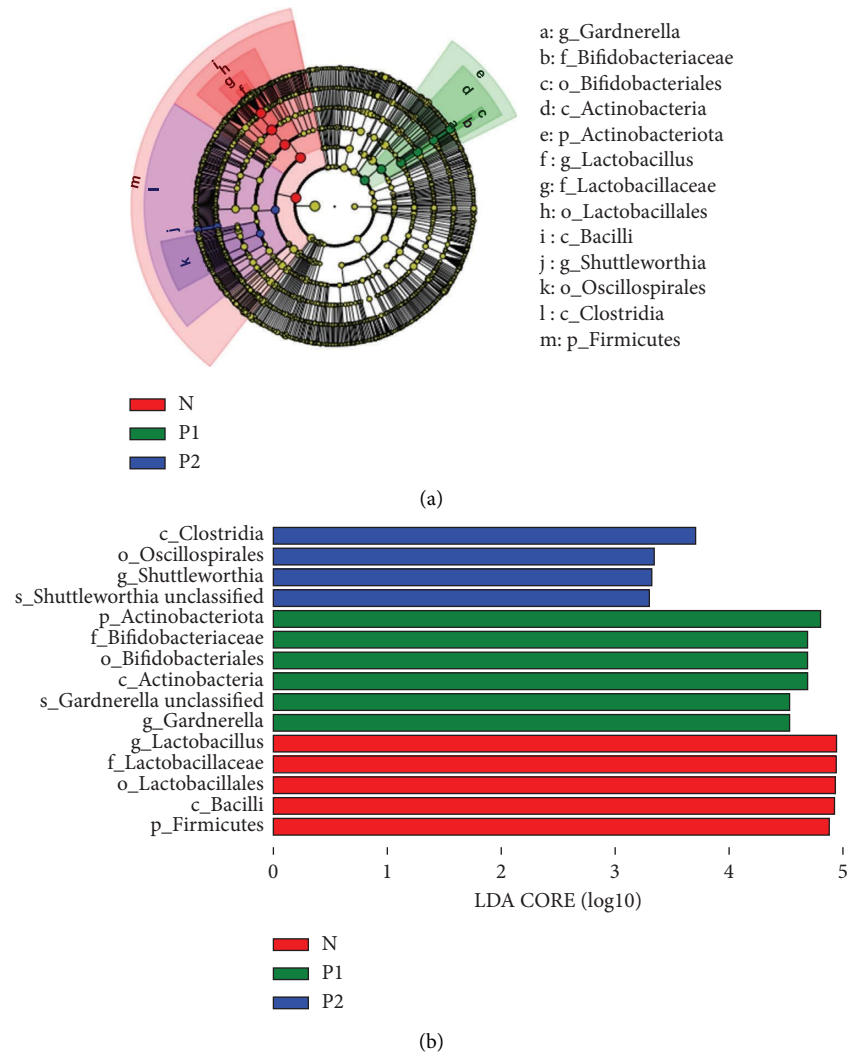 a: g_Gardnerella
b: f_Bifidobacteriaceae
c: o_Bifidobacteriales
d: c_Actinobacteria
e: p_Actinobacteriota
f : g_Lactobacillus
g: f_Lactobacillaceae
h: o_Lactobacillales
i : c_Bacilli
j : g_Shuttleworthia
k: o_Oscillospirales
l : c_Clostridia
m: p_Firmicutes
i
h
g
f
e
d
c
b
a
m
l
j
k
N
P1
P2
(a)
c_Clostridia
o_Oscillospirales
g_Shuttleworthia
s_Shuttleworthia unclassified
p_Actinobacteriota
f_Bifidobacteriaceae
o_Bifidobacteriales
c_Actinobacteria
s_Gardnerella unclassified
g_Gardnerella
g_Lactobacillus
f_Lactobacillaceae
o_Lactobacillales
c_Bacilli
p_Firmicutes
0 1 2 3 4 5
LDA CORE (log10)
N
P1
P2
(b)